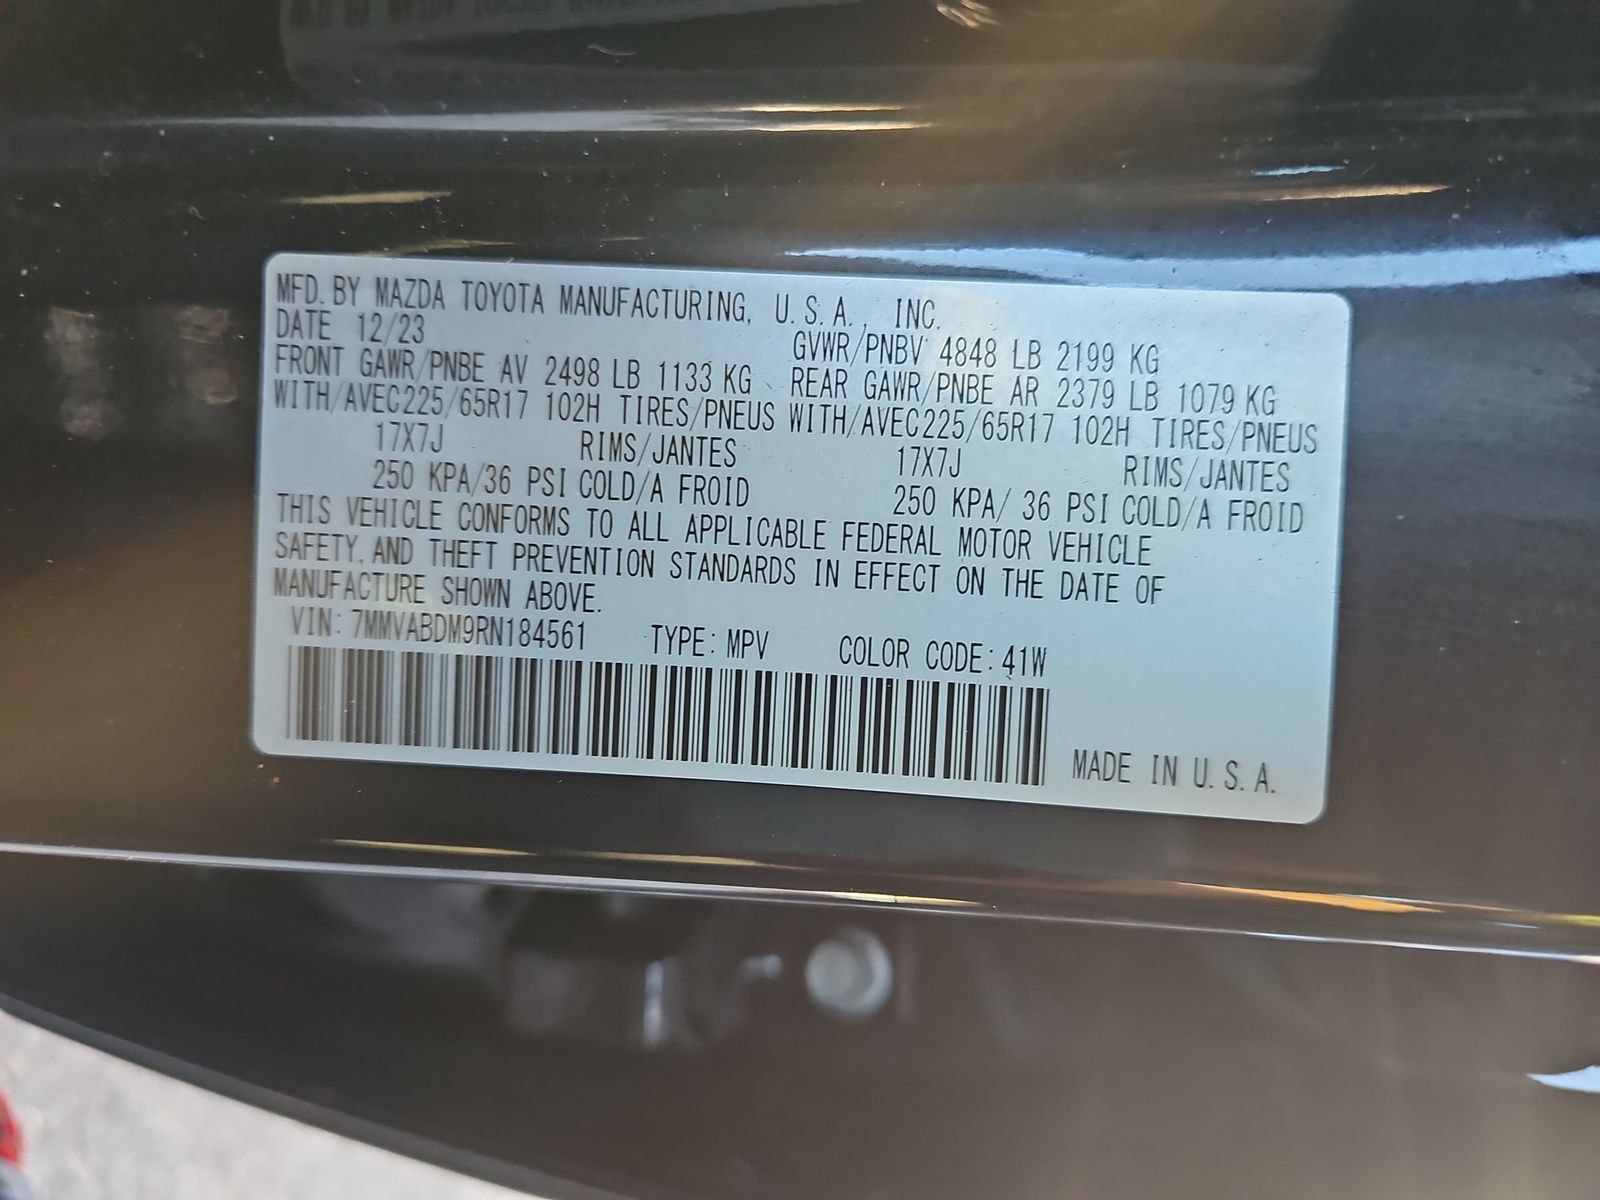 MFD. BY MAZDA TOYOTA MANUFACTURING, U.S.A., INC.
DATE 12/23
GVWR/PNBV 4848 LB 2199 KG
FRONT GAWR/PNBE AV 2498 LB 1133 KG REAR GAWR/PNBE AR 2379 LB 1079 KG
WITH/AVEC225/65R17 102H TIRES/PNEUS WITH/AVEC225/65R17 102H TIRES/PNEUS
17X7J RIMS/JANTES 17X7J RIMS/JANTES
250 KPA/36 PSI COLD/A FROID 250 KPA/ 36 PSI COLD/A FROID
THIS VEHICLE CONFORMS TO ALL APPLICABLE FEDERAL MOTOR VEHICLE
SAFETY, AND THEFT PREVENTION STANDARDS IN EFFECT ON THE DATE OF
MANUFACTURE SHOWN ABOVE.
VIN: 7MMVABDM9RN184561 TYPE: MPV COLOR CODE: 41W
MADE IN U.S.A.